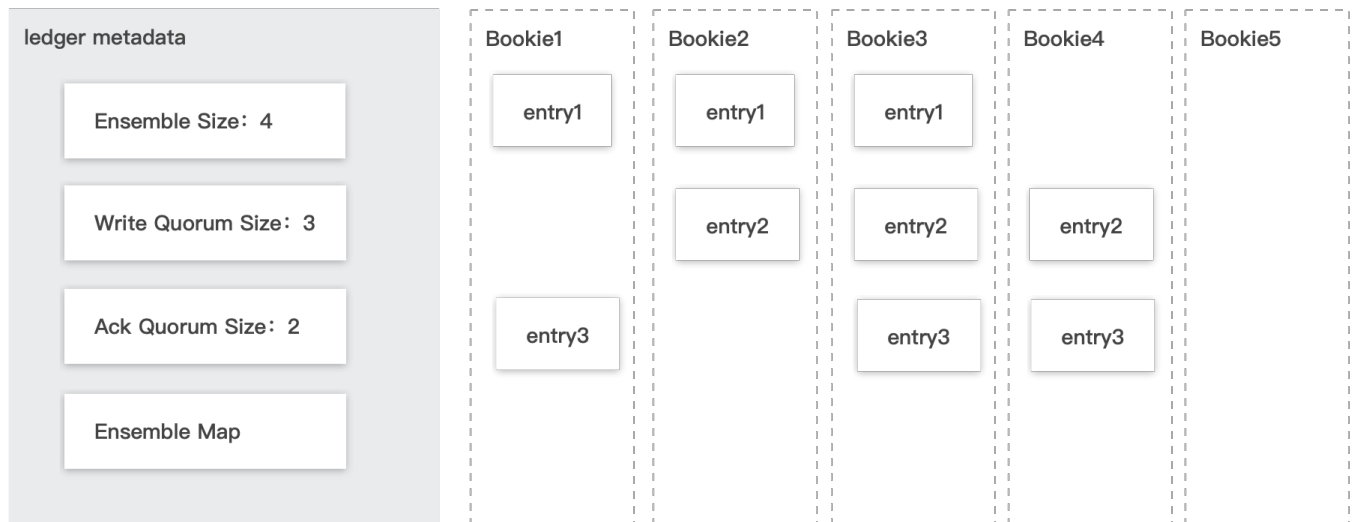 ledger metadata
Ensemble Size：4
Write Quorum Size：3
Ack Quorum Size：2
Ensemble Map
Bookie1 Bookie2 Bookie3 Bookie4 Bookie5
entry1 entry1 entry1
entry2 entry2 entry2
entry3 entry3 entry3